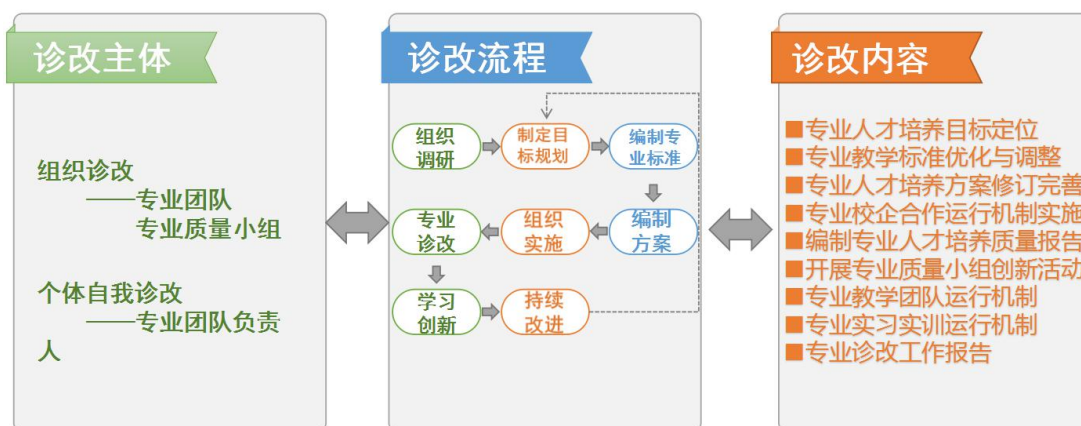 诊改主体
组织诊改
——专业团队
专业质量小组
个体自我诊改
——专业团队负责
人
诊改流程
组织
调研
制定目
标规划
编制专
业标准
专业
诊改
组织
实施
编制
方案
学习
创新
持续
改进
诊改内容
■专业人才培养目标定位
■专业教学标准优化与调整
■专业人才培养方案修订完善
■专业校企合作运行机制实施
■编制专业人才培养质量报告
■开展专业质量小组创新活动
■专业教学团队运行机制
■专业实习实训运行机制
■专业诊改工作报告